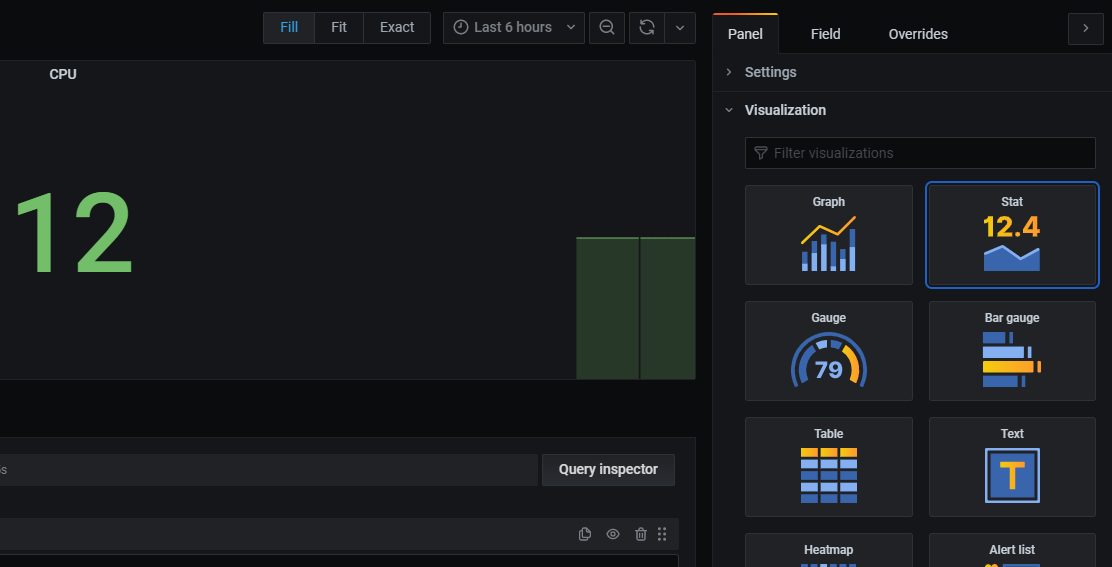 Fill Fit Exact Last 6 hours
Panel Field Overrides
CPU
12
Settings
Visualization
Filter visualizations
Graph
Stat
12.4
Gauge
79
Bar gauge
Table
Text
T
Heatmap
Alert list
Query inspector